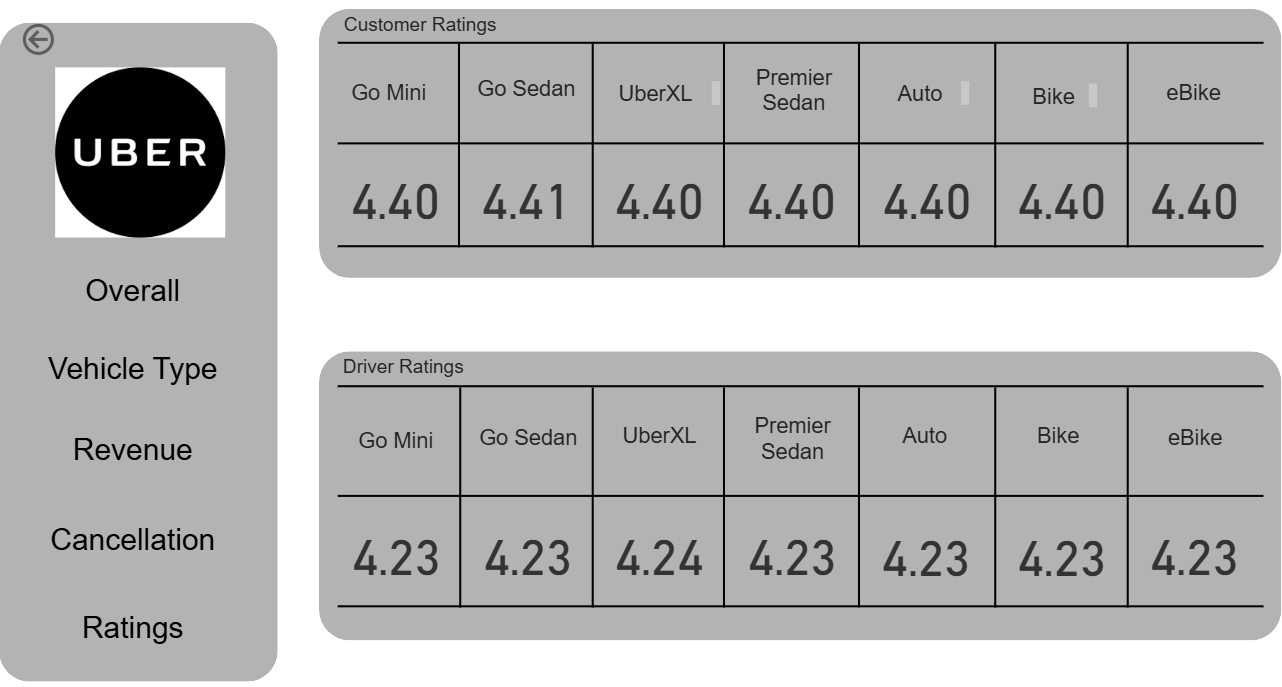 UBER
Overall
Vehicle Type
Revenue
Cancellation
Ratings
Customer Ratings
Go Mini
Go Sedan
UberXL
Premier
Sedan
Auto
Bike
eBike
4.40
4.41
4.40
4.40
4.40
4.40
4.40
Driver Ratings
Go Mini
Go Sedan
UberXL
Premier
Sedan
Auto
Bike
eBike
4.23
4.23
4.24
4.23
4.23
4.23
4.23